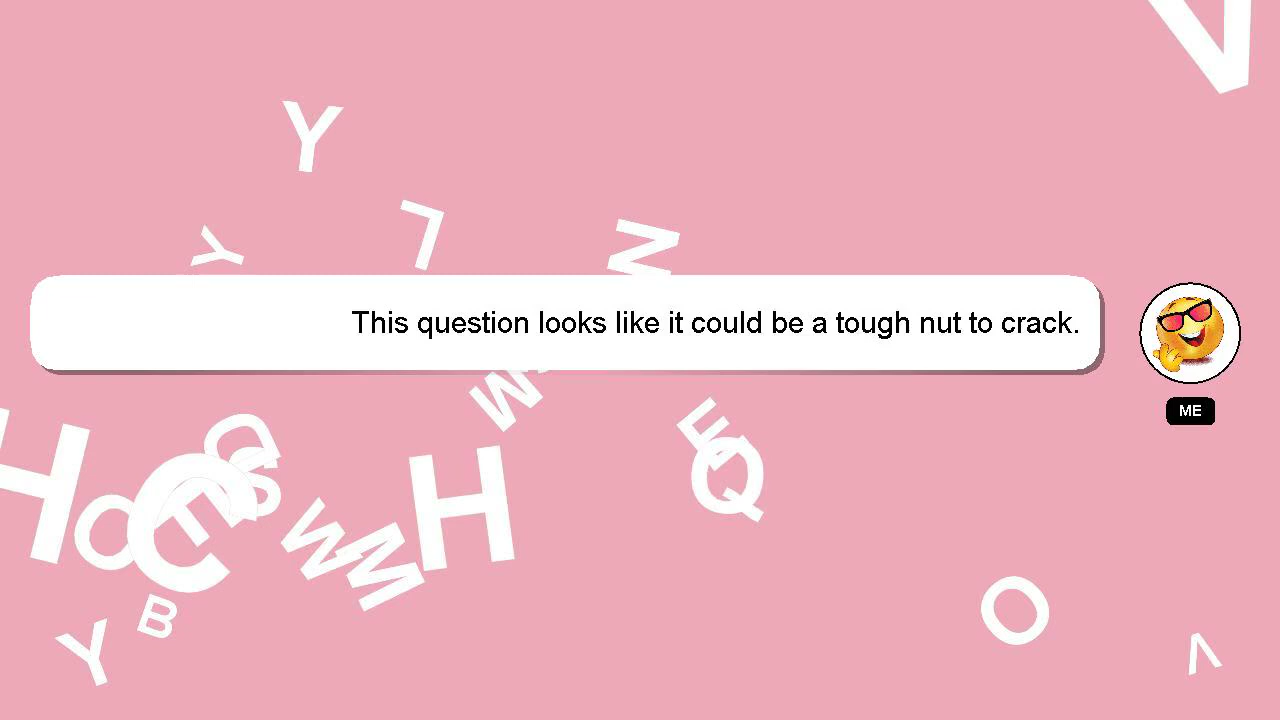 V
Y
L
Y
N
This question looks like it could be a tough nut to crack.
ME
W
H
E
Q
D
S
C
O
T
H
W
M
B
O
Y
V